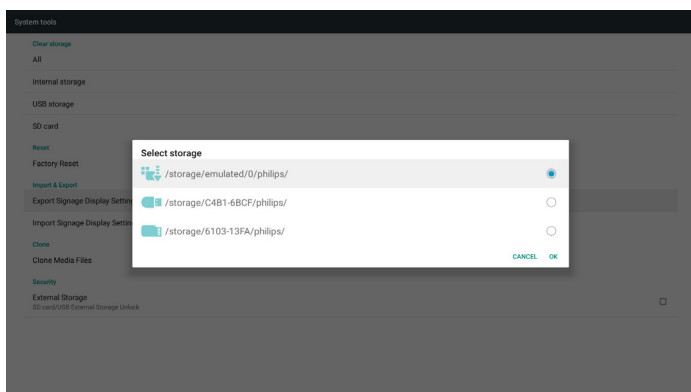 System tools
Clear storage
All
Internal storage
USB storage
SD card
Reset
Factory Reset
Import & Export
Export Signage Display Settin
Import Signage Display Settin
Clone
Clone Media Files
Security
External Storage
SD card/USB External Storage Unlock
Select storage
/storage/emulated/0/philips/
/storage/C4B1-6BCF/philips/
/storage/6103-13FA/philips/
CANCEL OK